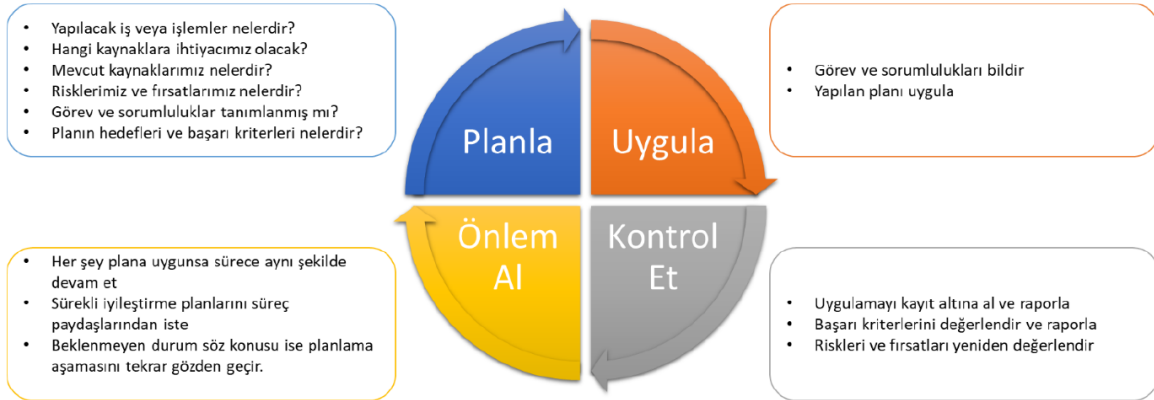 • Yapılacak iş veya işlemler nelerdir?
• Hangi kaynaklara ihtiyacımız olacak?
• Mevcut kaynaklarımız nelerdir?
• Risklerimiz ve fırsatlarımız nelerdir?
• Görev ve sorumluluklar tanımlanmış mı?
• Planın hedefleri ve başarı kriterleri nelerdir?
Planla
Uygula
• Görev ve sorumlulukları bildir
• Yapılan planı uygula
• Her şey plana uygunsa sürece aynı şekilde
devam et
• Sürekli iyileştirme planlarını süreç
paydaşlarından iste
• Beklenmeyen durum söz konusu ise planlama
aşamasını tekrar gözden geçir.
Önlem
Al
Kontrol
Et
• Uygulamayı kayıt altına al ve raporla
• Başarı kriterlerini değerlendir ve raporla
• Riskleri ve fırsatları yeniden değerlendir